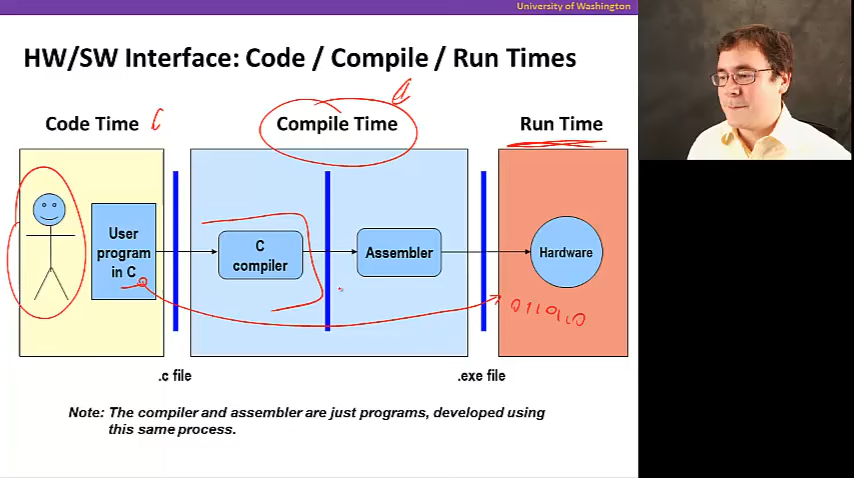 University of Washington
HW/SW Interface: Code / Compile / Run Times
Code Time
Compile Time
Run Time
User
program
in C
C
compiler
Assembler
Hardware
.c file
.exe file
Note: The compiler and assembler are just programs, developed using
this same process.